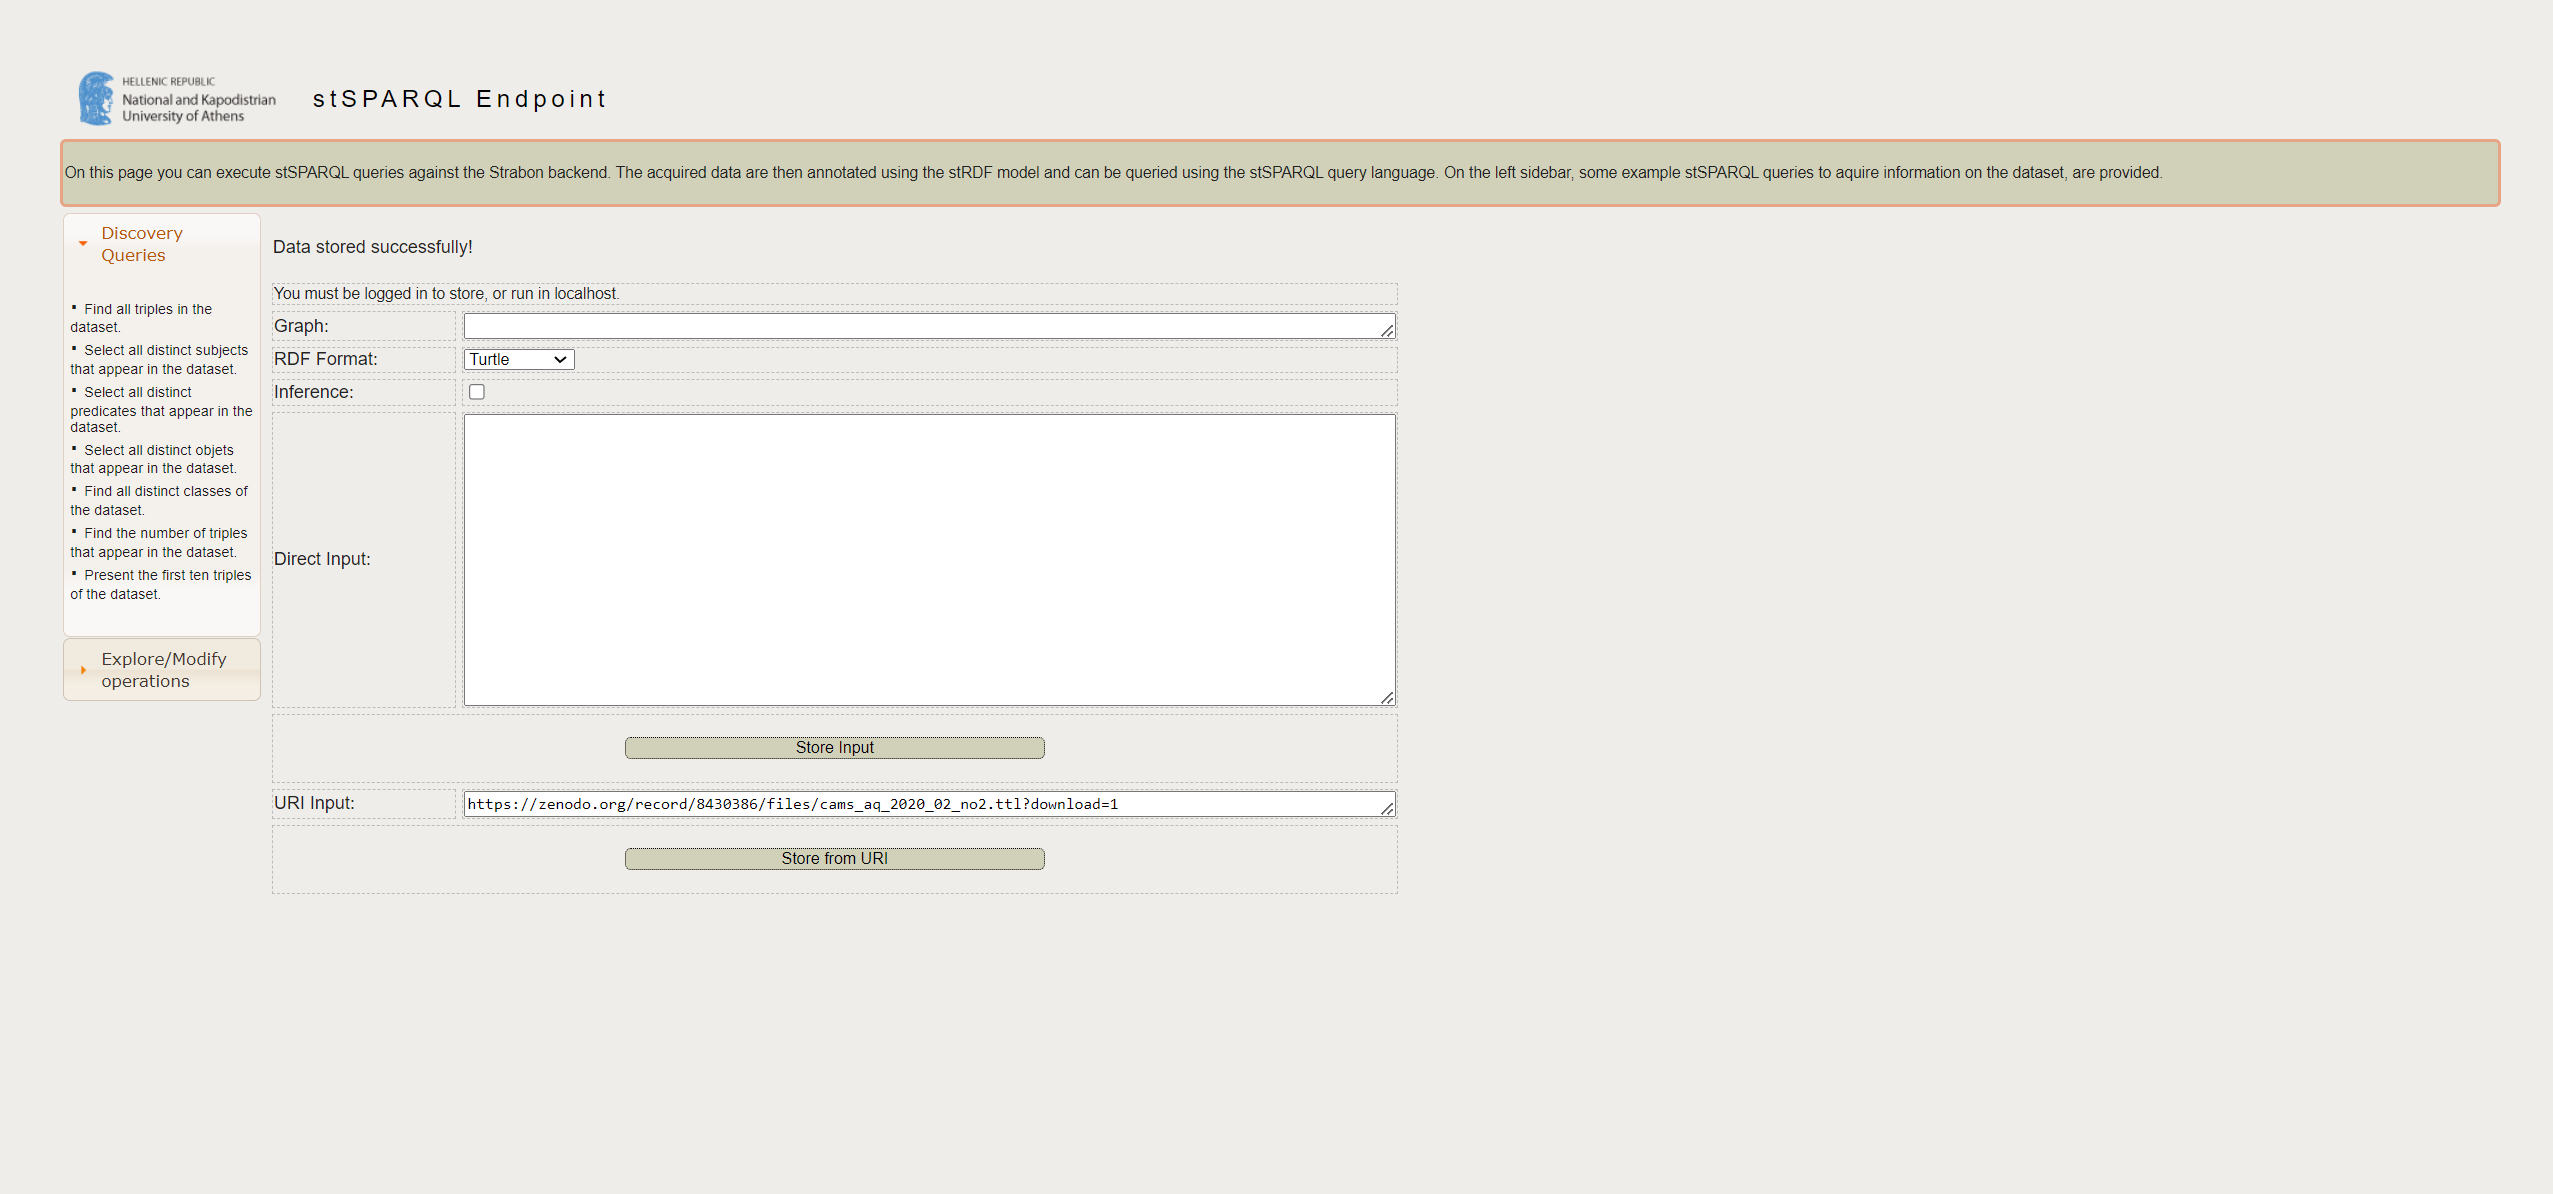 HELLENIC REPUBLIC
National and Kapodistrian
University of Athens
stSPARQL Endpoint
On this page you can execute stSPARQL queries against the Strabon backend. The acquired data are then annotated using the stRDF model and can be queried using the stSPARQL query language. On the left sidebar, some example stSPARQL queries to aquire information on the dataset, are provided.
Discovery
Queries
Find all triples in the
dataset.
Select all distinct subjects
that appear in the dataset.
Select all distinct
predicates that appear in the
dataset.
Select all distinct objets
that appear in the dataset.
Find all distinct classes of
the dataset.
Find the number of triples
that appear in the dataset.
Present the first ten triples
of the dataset.
Explore/Modify
operations
Data stored successfully!
You must be logged in to store, or run in localhost.
Graph:
RDF Format: Turtle
Inference:
Direct Input:
Store Input
URI Input: https://zenodo.org/record/8430386/files/cams_aq_2020_02_no2.ttl?download=1
Store from URI